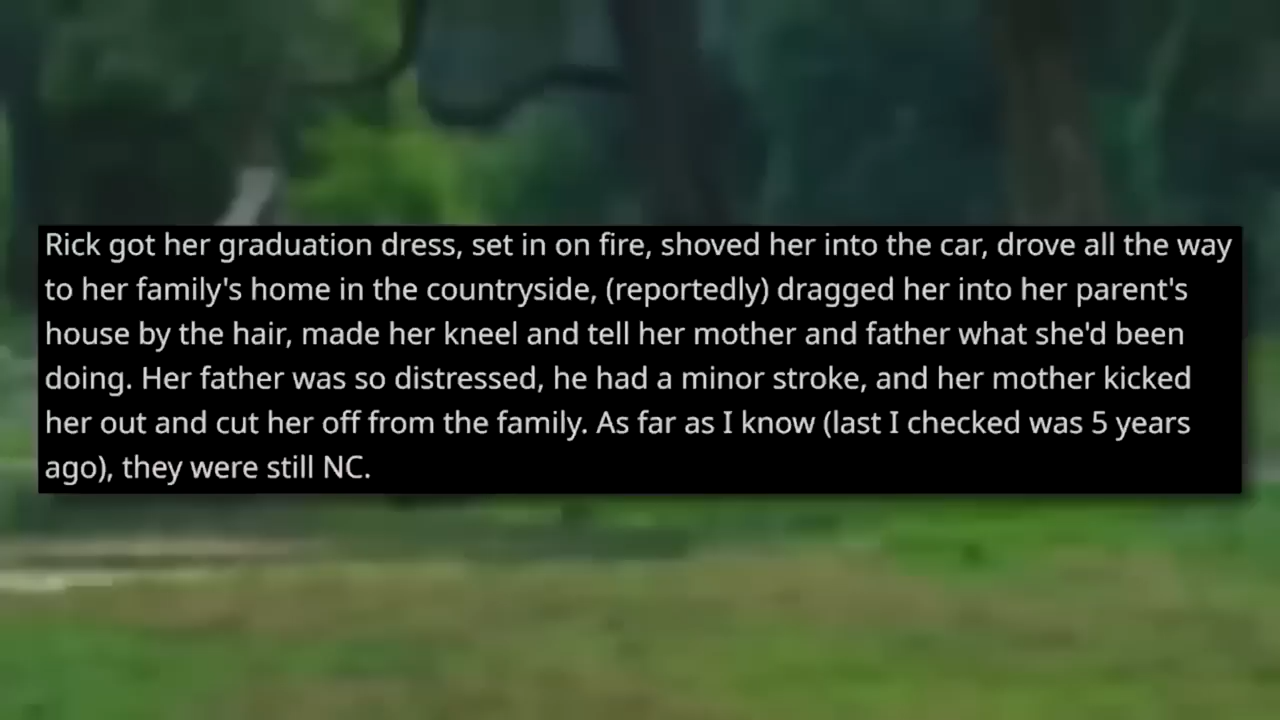 Rick got her graduation dress, set in on fire, shoved her into the car, drove all the way
to her family's home in the countryside, (reportedly) dragged her into her parent's
house by the hair, made her kneel and tell her mother and father what she'd been
doing. Her father was so distressed, he had a minor stroke, and her mother kicked
her out and cut her off from the family. As far as I know (last I checked was 5 years
ago), they were still NC.